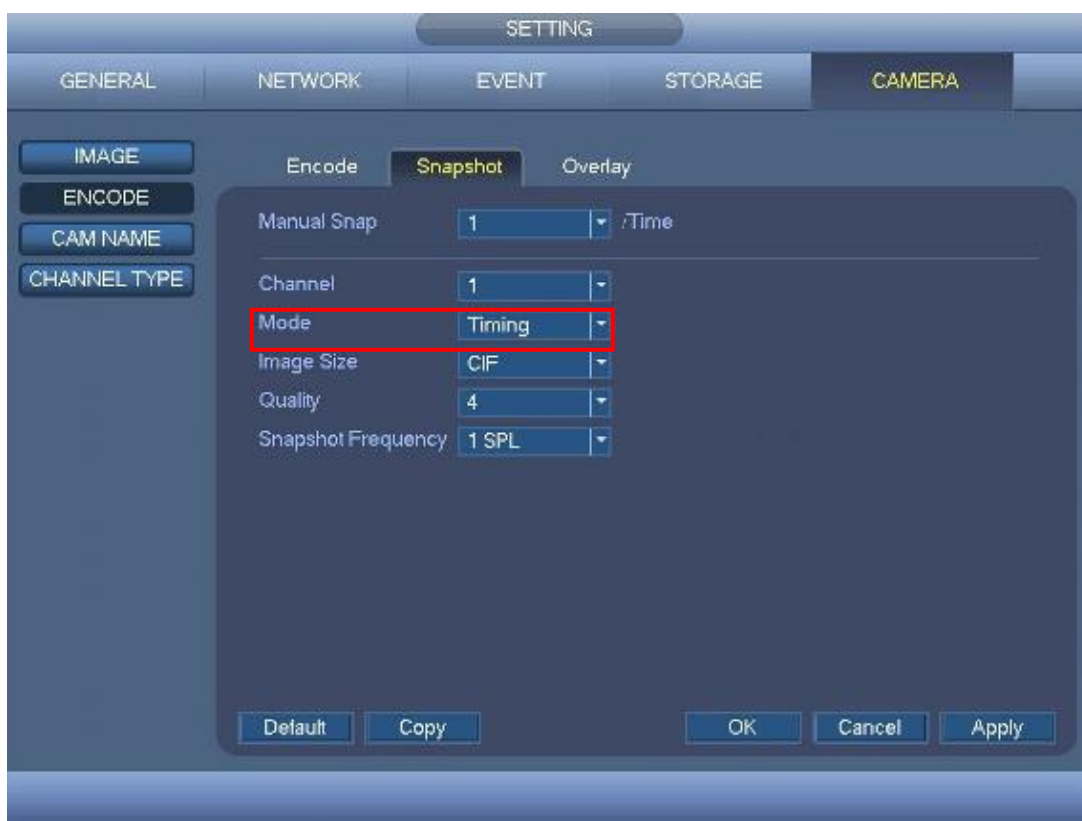 SETTING
GENERAL NETWORK EVENT STORAGE CAMERA
IMAGE
ENCODE
CAM NAME
CHANNEL TYPE
Encode Snapshot Overlay
Manual Snap 1 /Time
Channel 1
Mode Timing
Image Size CIF
Quality 4
Snapshot Frequency 1 SPL
Default Copy OK Cancel Apply